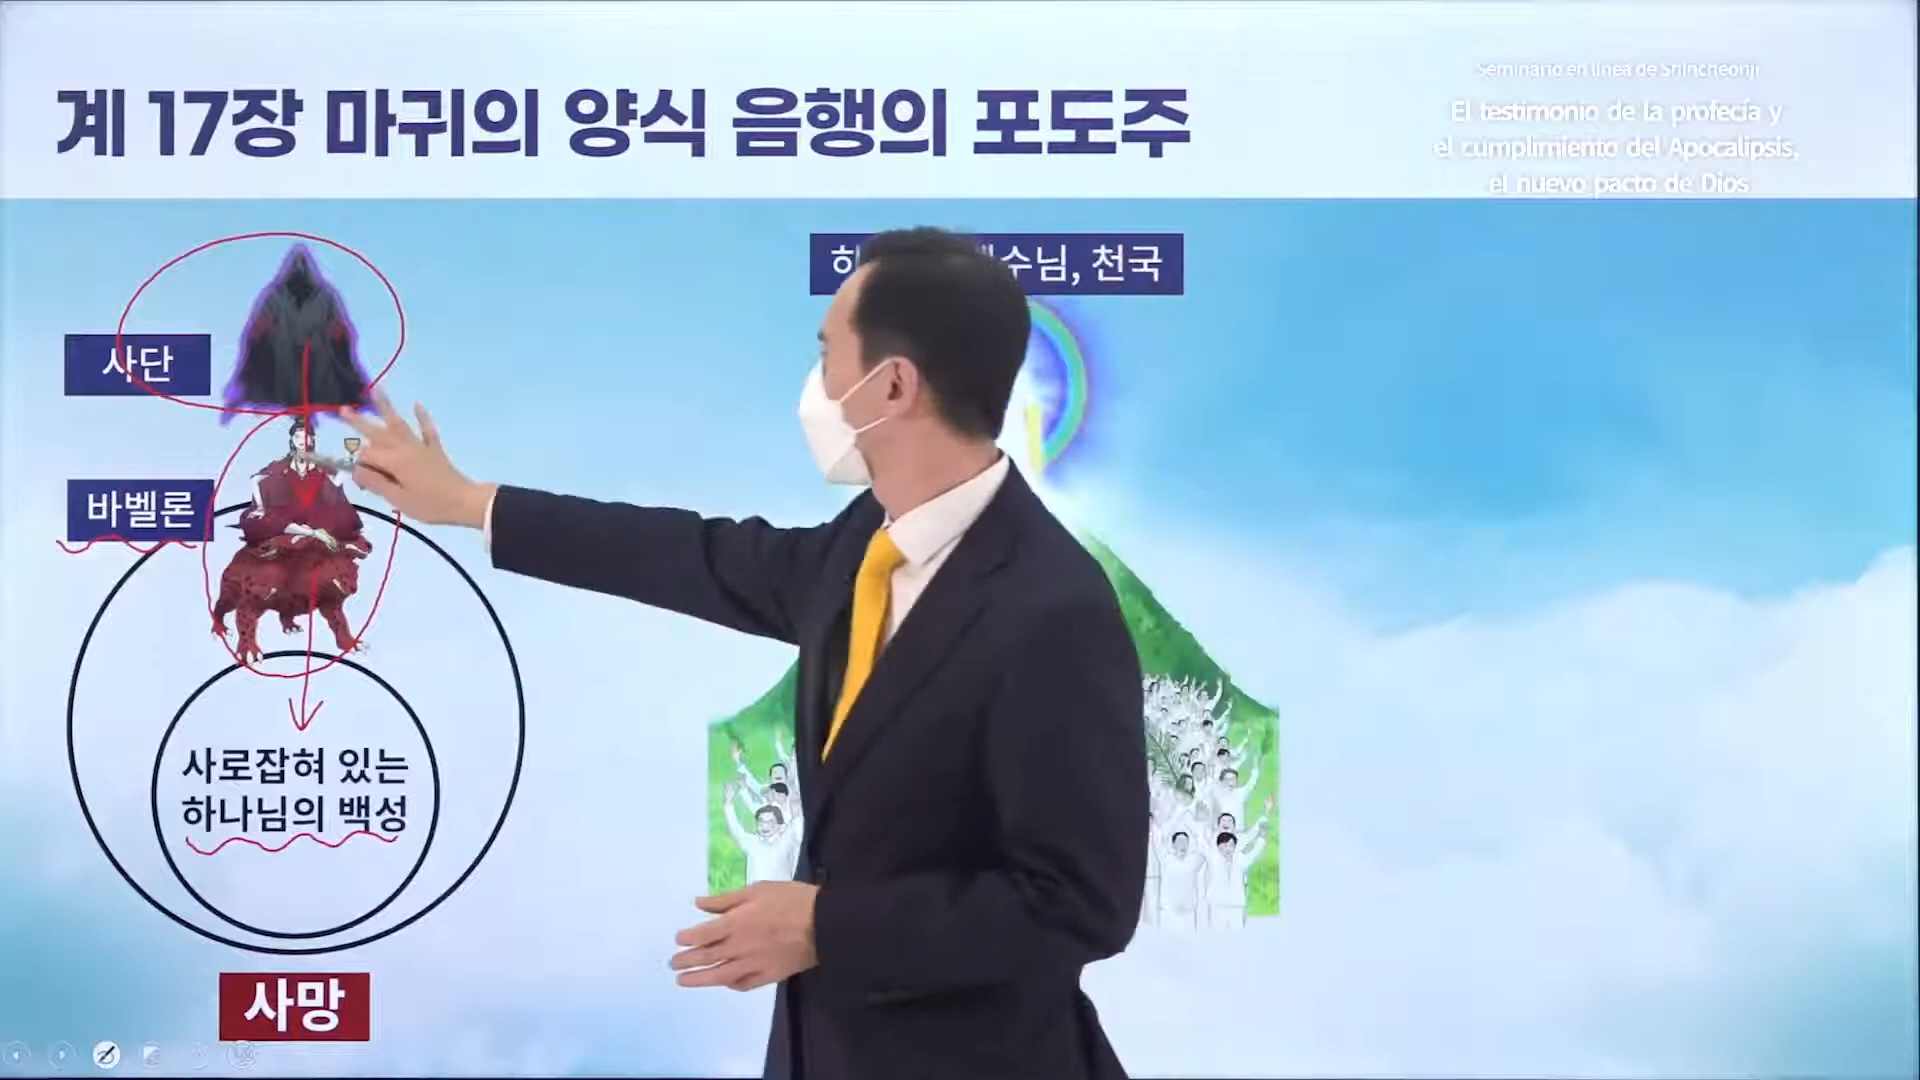 계 17장 마귀의 양식 음행의 포도주
Seminario en línea de Shincheonji
El testimonio de la profecía y
el cumplimiento del Apocalipsis,
el nuevo pacto de Dios
천국
사단
바벨론
사로잡혀 있는
하나님의 백성
사망